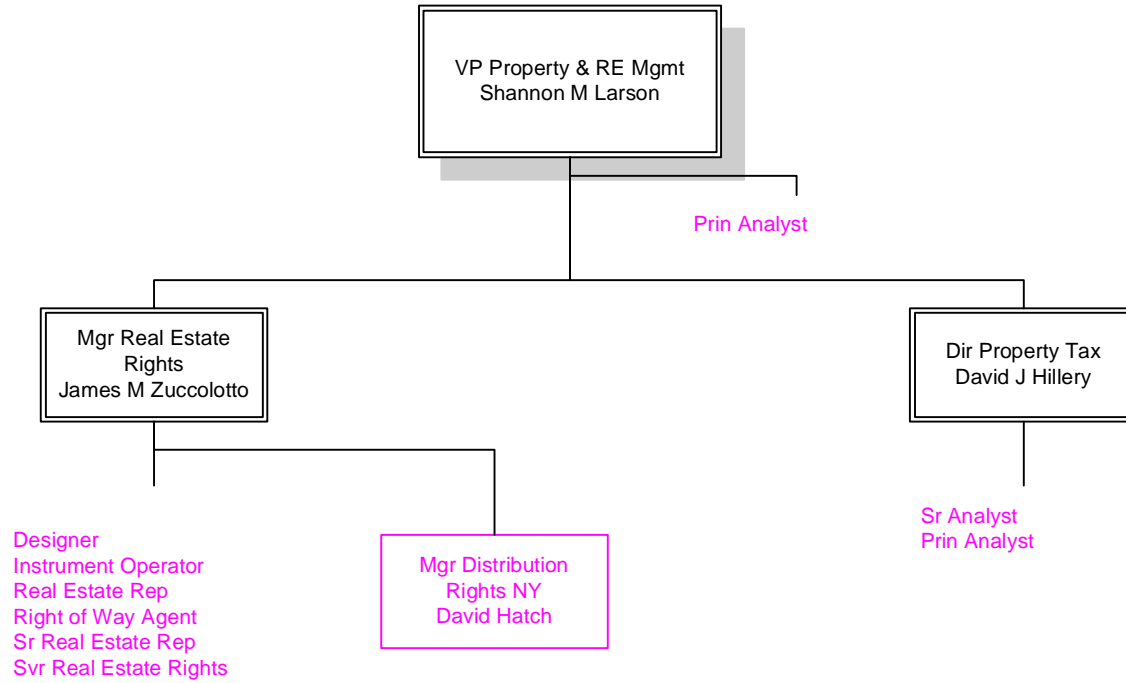 VP Property & RE Mgmt
Shannon M Larson
Prin Analyst
Mgr Real Estate
Rights
James M Zuccolotto
Dir Property Tax
David J Hillery
Designer
Instrument Operator
Real Estate Rep
Right of Way Agent
Sr Real Estate Rep
Svr Real Estate Rights
Mgr Distribution
Rights NY
David Hatch
Sr Analyst
Prin Analyst